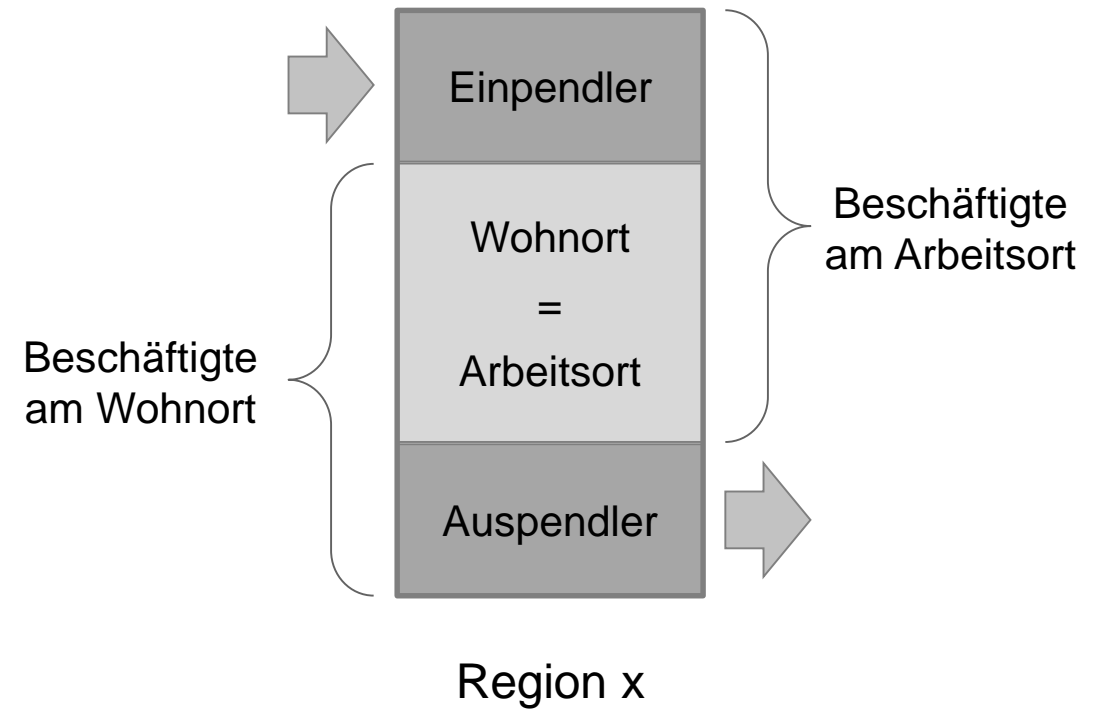 Einpendler
Wohnort
=
Arbeitsort
Auspendler
Beschäftigte
am Arbeitsort
Beschäftigte
am Wohnort
Region x